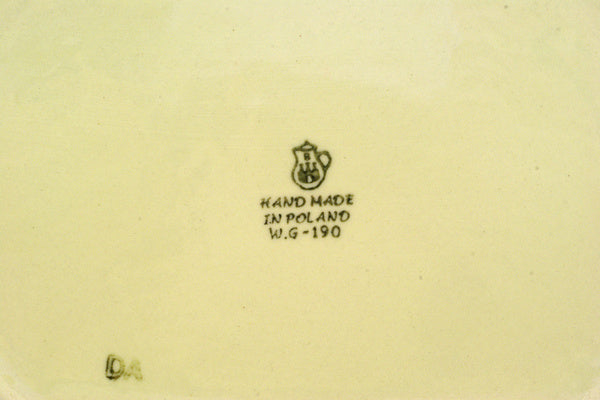 B
HAND MADE
IN POLAND
W.G-190
DA